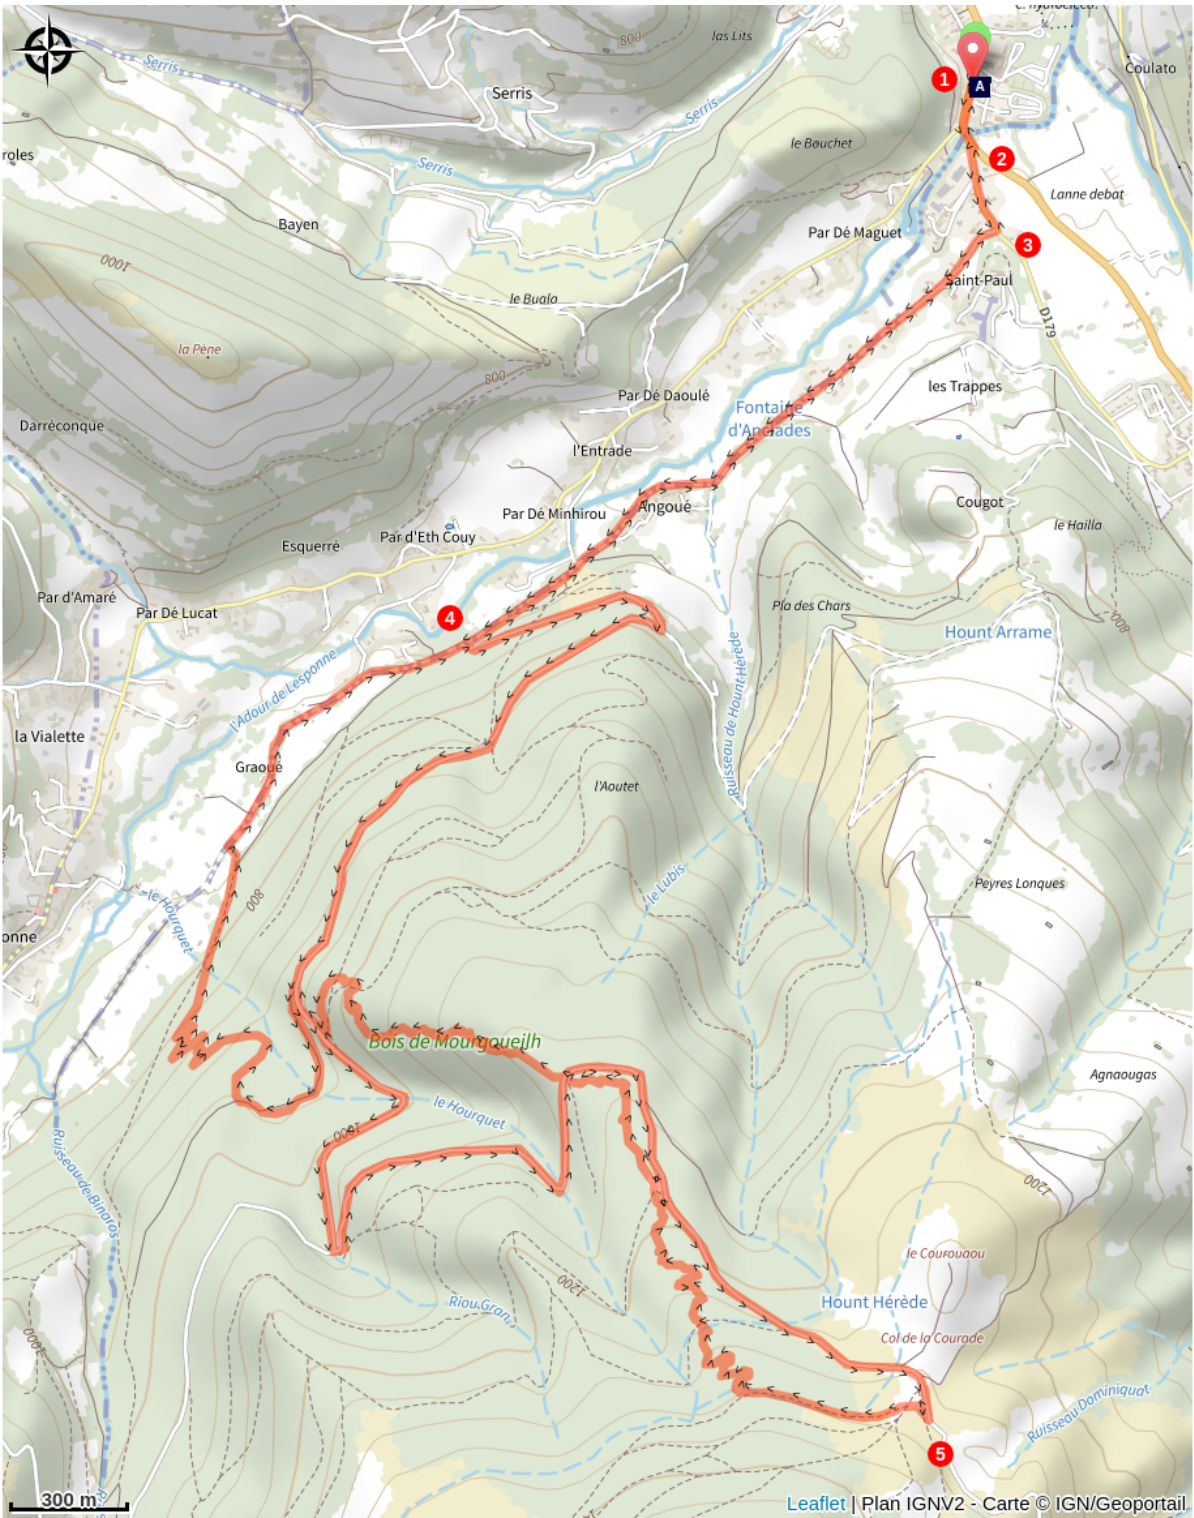 las Lits
800
Serris
Coulato
Serris
Serris
1
A
le Bouchet
roles
Serris
2
Lanne debat
Bayen
Par Dé Maguet
3
1000
Saint-Paul
le Buala
D179
la Pène
800
les Trappes
Par Dé Daoulé
Fontaine
d'Anclades
Darréconque
l'Entrade
Cougot
Angoué
Par Dé Minhirou
le Hailla
Par d'Eth Couy
Esquerré
Par d'Amaré
Pla des Chars
Par Dé Lucat
4
800
Hount Arrame
l'Adour de Lesponne
Ruisseau de Hount Hérède
la Vialette
Graoué
l'Aoutet
le Lubis
Peyres Lonques
800
le Hourquet
onne
Bois de Mourgoueilh
Agnaougas
le Hourquet
1000
Ruisseau de Binaros
1200
le Courouaou
1200
Riou Gran
Hount Hérède
1000
Col de la Courade
Ruisseau Dominiquat
5
300 m
Leaflet | Plan IGNV2 - Carte © IGN/Geoportail